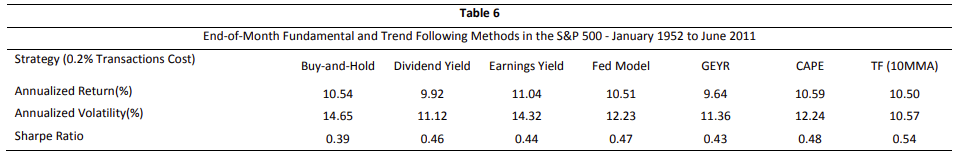 Table 6
End-of-Month Fundamental and Trend Following Methods in the S&P 500 - January 1952 to June 2011
Strategy (0.2% Transactions Cost) Buy-and-Hold Dividend Yield Earnings Yield Fed Model GEYR CAPE TF (10MMA)
Annualized Return(%) 10.54 9.92 11.04 10.51 9.64 10.59 10.50
Annualized Volatility(%) 14.65 11.12 14.32 12.23 11.36 12.24 10.57
Sharpe Ratio 0.39 0.46 0.44 0.47 0.43 0.48 0.54